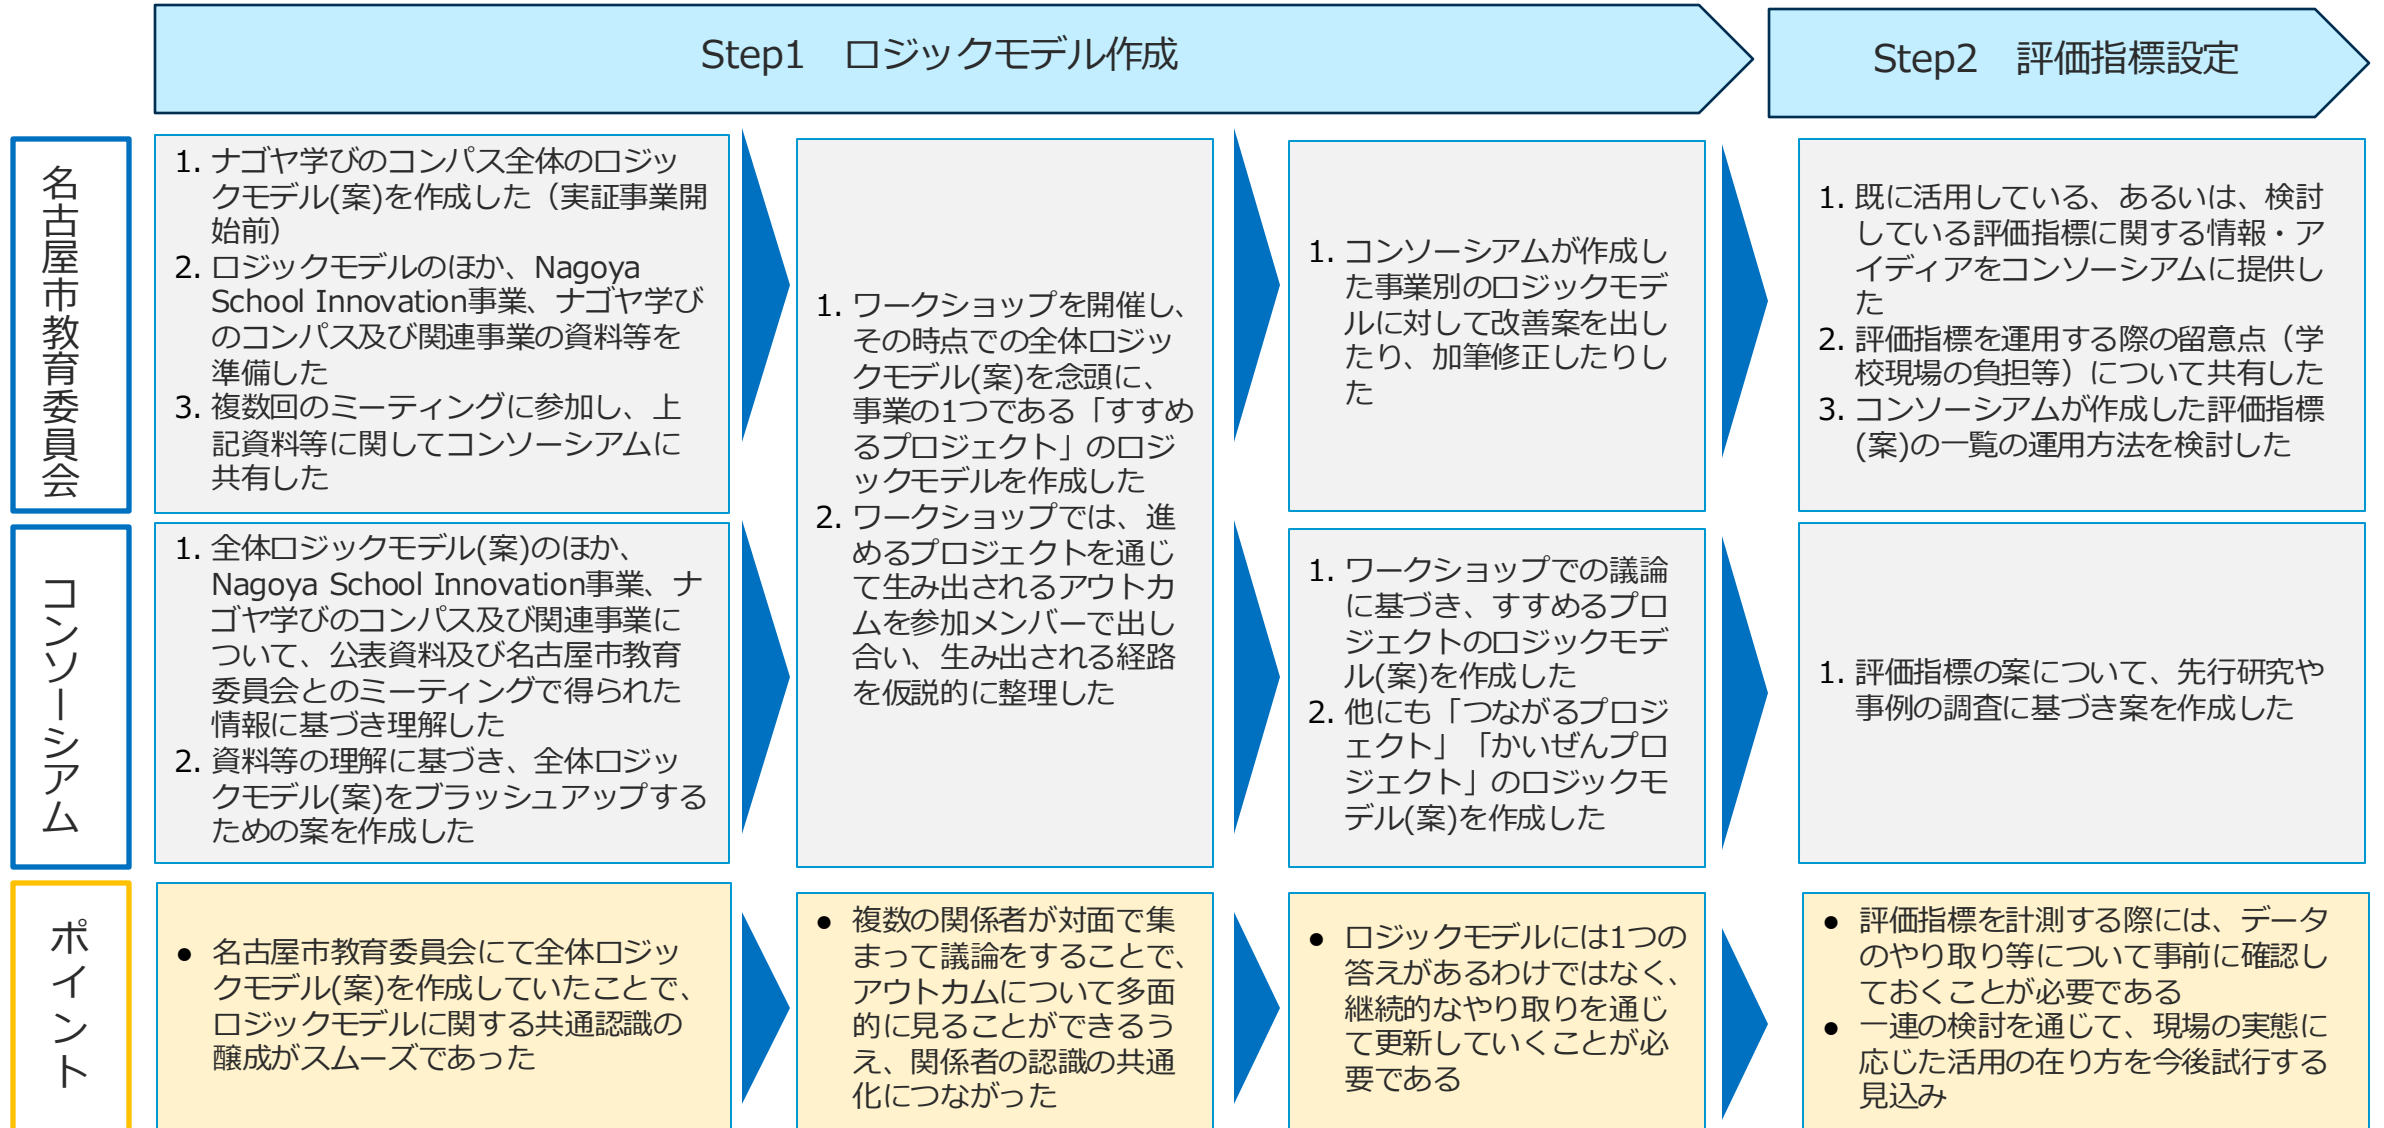 Step1　ロジックモデル作成
Step2　評価指標設定
名古屋市教育委員会
1. ナゴヤ学びのコンパス全体のロジッ
クモデル(案)を作成した（実証事業開
始前）
2. ロジックモデルのほか、Nagoya
School Innovation事業、ナゴヤ学び
のコンパス及び関連事業の資料等を
準備した
3. 複数回のミーティングに参加し、上
記資料等に関してコンソーシアムに
共有した
1. ワークショップを開催し、
その時点での全体ロジッ
クモデル(案)を念頭に、
事業の1つである「すすめ
るプロジェクト」のロジ
ックモデルを作成した
2. ワークショップでは、進
めるプロジェクトを通じ
て生み出されるアウトカ
ムを参加メンバーで出し
合い、生み出される経路
を仮説的に整理した
1. コンソーシアムが作成し
た事業別のロジックモデ
ルに対して改善案を出し
たり、加筆修正したりし
た
1. 既に活用している、あるいは、検討
している評価指標に関する情報・ア
イディアをコンソーシアムに提供し
た
2. 評価指標を運用する際の留意点（学
校現場の負担等）について共有した
3. コンソーシアムが作成した評価指標
(案)の一覧の運用方法を検討した
コンソーシアム
1. 全体ロジックモデル(案)のほか、
Nagoya School Innovation事業、ナ
ゴヤ学びのコンパス及び関連事業に
ついて、公表資料及び名古屋市教育
委員会とのミーティングで得られた
情報に基づき理解した
2. 資料等の理解に基づき、全体ロジッ
クモデル(案)をブラッシュアップする
ための案を作成した
1. ワークショップでの議論
に基づき、すすめるプロ
ジェクトのロジックモデ
ル(案)を作成した
2. 他にも「つながるプロジ
ェクト」「かいぜんプロ
ジェクト」のロジックモ
デル(案)を作成した
1. 評価指標の案について、先行研究や
事例の調査に基づき案を作成した
ポイント
● 名古屋市教育委員会にて全体ロジッ
クモデル(案)を作成していたことで、
ロジックモデルに関する共通認識の
醸成がスムーズであった
● 複数の関係者が対面で集
まって議論をすることで、
アウトカムについて多面
的に見ることができるう
え、関係者の認識の共通
化につながった
● ロジックモデルには1つの
答えがあるわけではなく、
継続的なやり取りを通じ
て更新していくことが必
要である
● 評価指標を計測する際には、データ
のやり取り等について事前に確認し
ておくことが必要である
● 一連の検討を通じて、現場の実態に
応じた活用の在り方を今後試行する
見込み